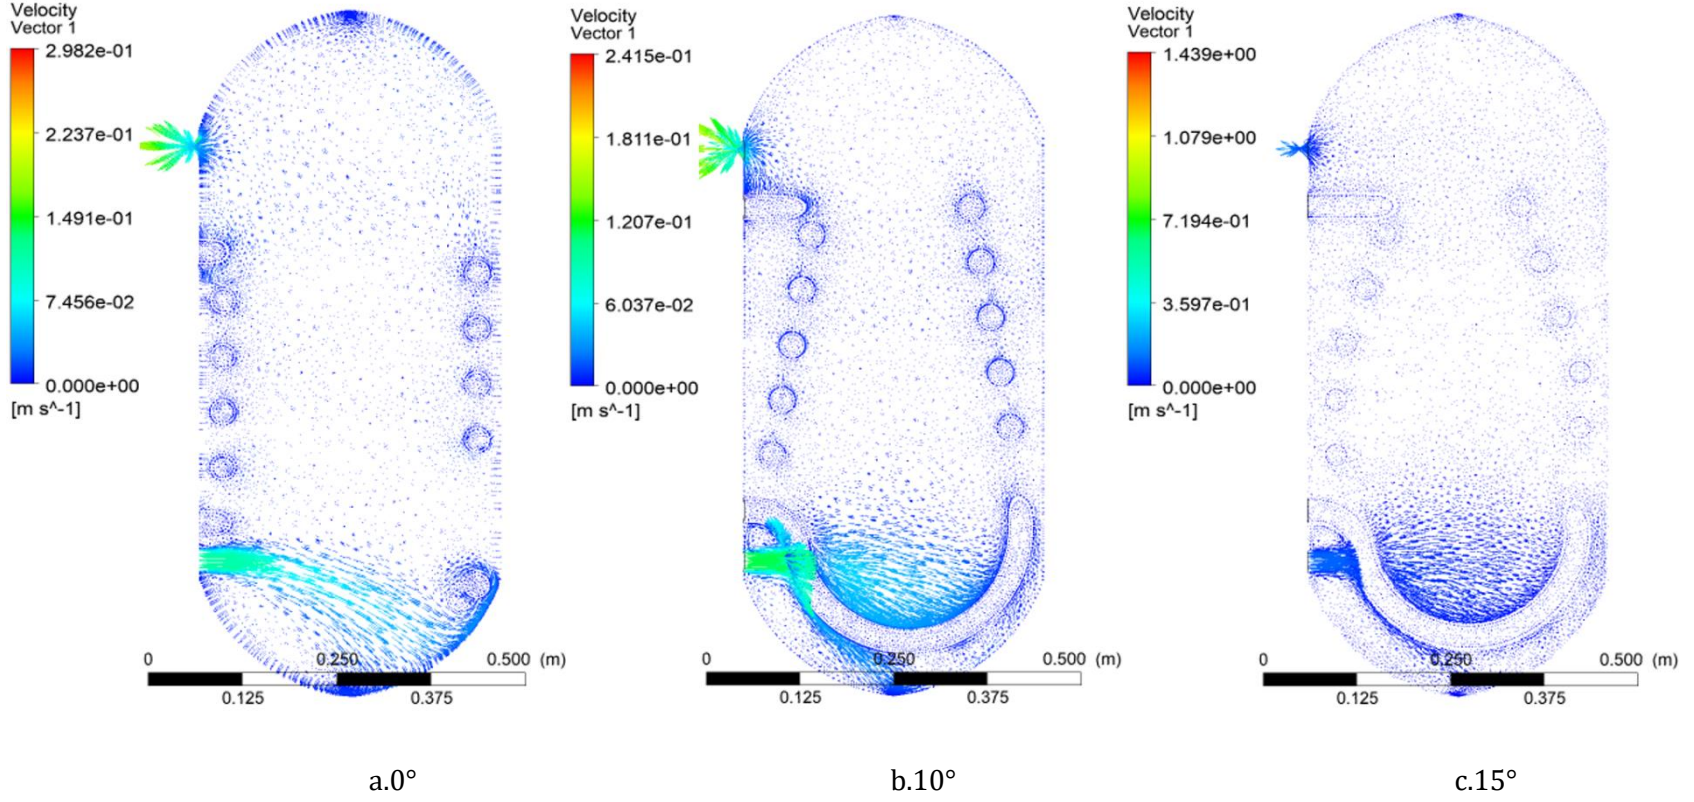 Velocity
Vector 1
2.982e-01
2.237e-01
1.491e-01
7.456e-02
0.000e+00
[m s^-1]
0 0.250 0.500 (m)
0.125 0.375
a.0°
Velocity
Vector 1
2.415e-01
1.811e-01
1.207e-01
6.037e-02
0.000e+00
[m s^-1]
0 0.250 0.500 (m)
0.125 0.375
b.10°
Velocity
Vector 1
1.439e+00
1.079e+00
7.194e-01
3.597e-01
0.000e+00
[m s^-1]
0 0.250 0.500 (m)
0.125 0.375
c.15°